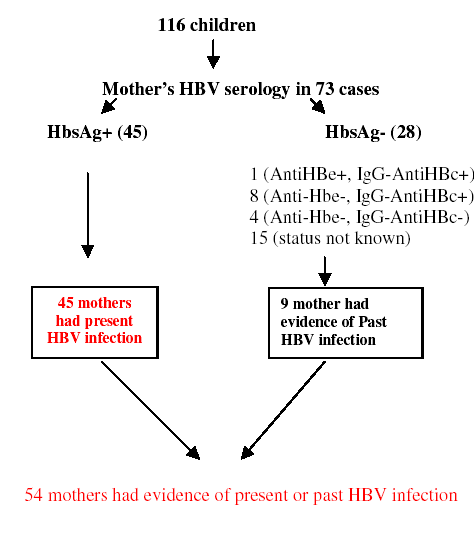 116 children
Mother's HBV serology in 73 cases
HbsAg+ (45)
HbsAg- (28)
1 (AntiHBe+, IgG-AntiHBc+)
8 (Anti-Hbe-, IgG-AntiHBc+)
4 (Anti-Hbe-, IgG-AntiHBc-)
15 (status not known)
45 mothers
had present
HBV infection
9 mother had
evidence of Past
HBV infection
54 mothers had evidence of present or past HBV infection